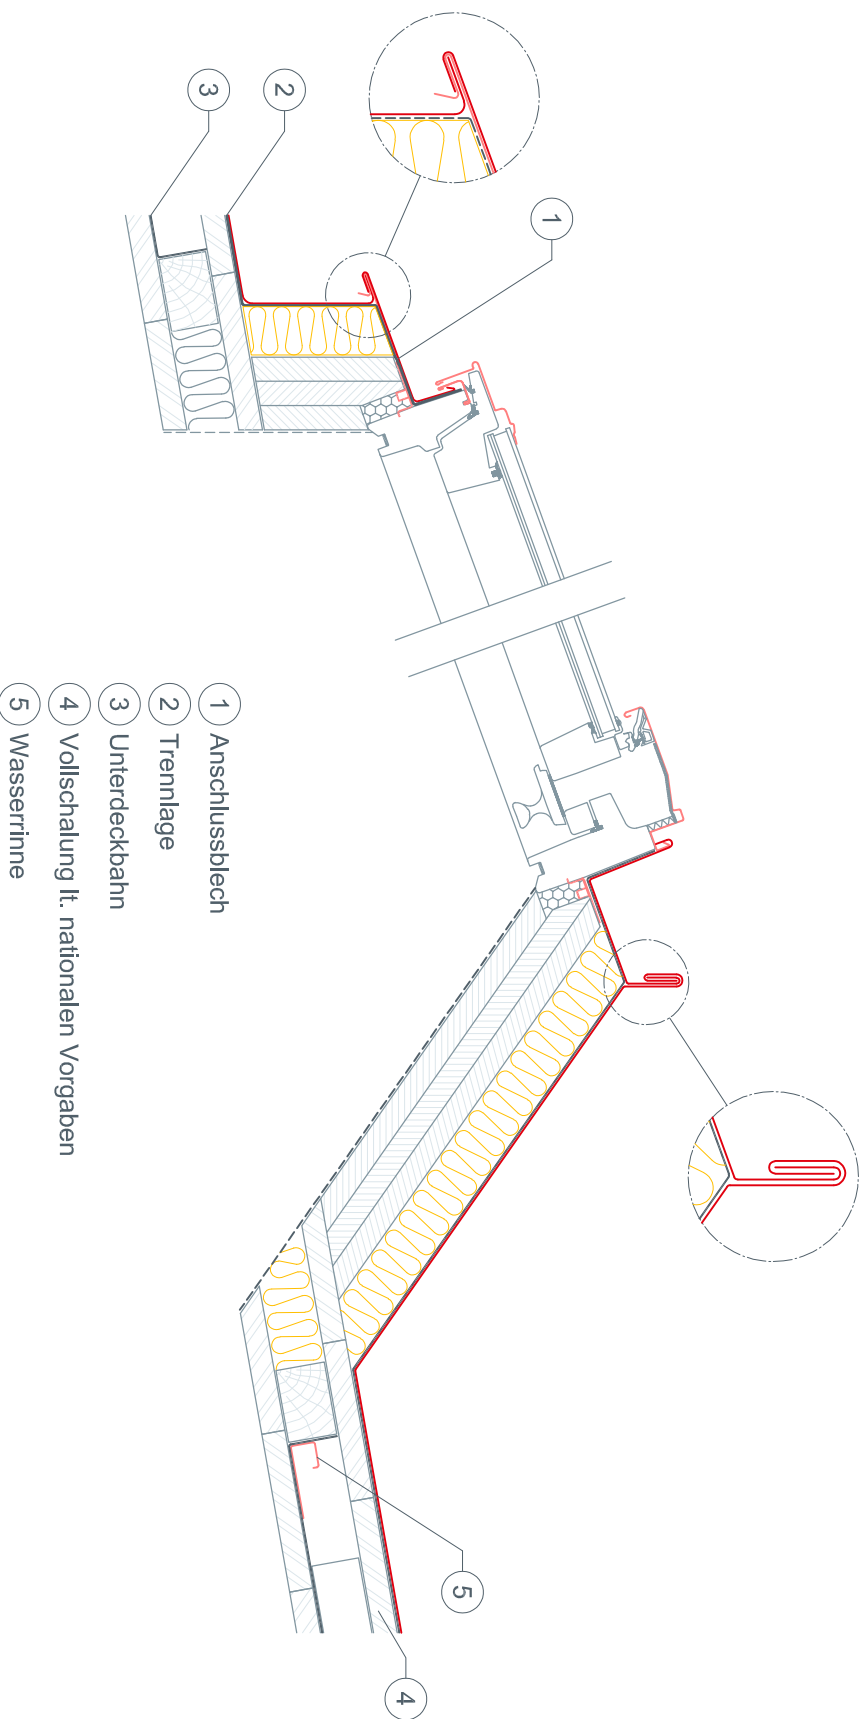 3
2
1
5
4
1 Anschlussblech
2 Trennlage
3 Unterdeckbahn
4 Vollschalung lt. nationalen Vorgaben
5 Wasserrinne